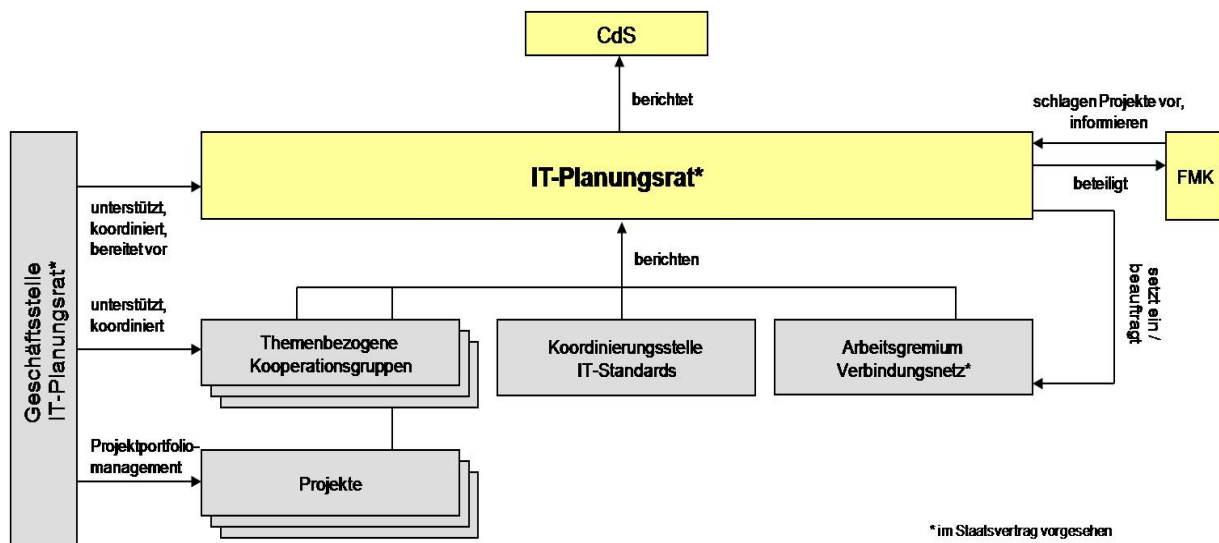 CdS
berichtet
schlagen Projekte vor,
informieren
IT-Planungsrat*
beteiligt
FMK
unterstützt,
koordiniert,
bereitet vor
berichten
setzt ein /
beauftragt
Geschäftsstelle
IT-Planungsrat*
unterstützt,
koordiniert
Themenbezogene
Kooperationsgruppen
Koordinierungsstelle
IT-Standards
Arbeitsgremium
Verbindungsnetz*
Projektportfolio-
management
Projekte
* im Staatsvertrag vorgesehen